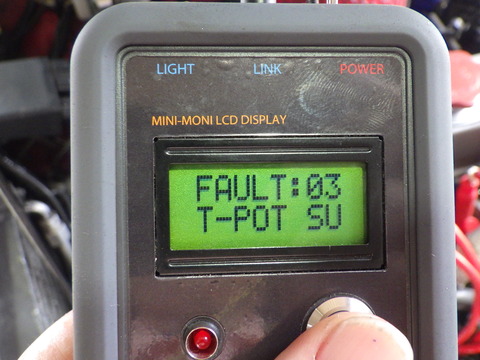 LIGHT LINK POWER
MINI-MONI LCD DISPLAY
FAULT:03
T-POT SU